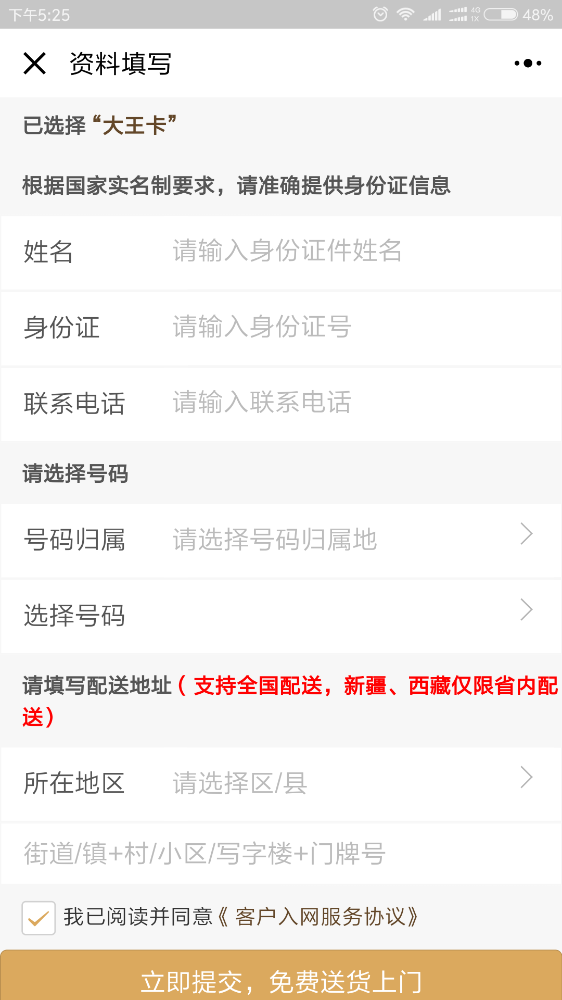 下午5:25 4G 1X 48%
资料填写
已选择“大王卡”
根据国家实名制要求，请准确提供身份证信息
姓名 请输入身份证件姓名
身份证 请输入身份证号
联系电话 请输入联系电话
请选择号码
号码归属 请选择号码归属地
选择号码
请填写配送地址（支持全国配送，新疆、西藏仅限省内配
送）
所在地区 请选择区/县
街道/镇+村/小区/写字楼+门牌号
我已阅读并同意《客户入网服务协议》
立即提交，免费送货上门